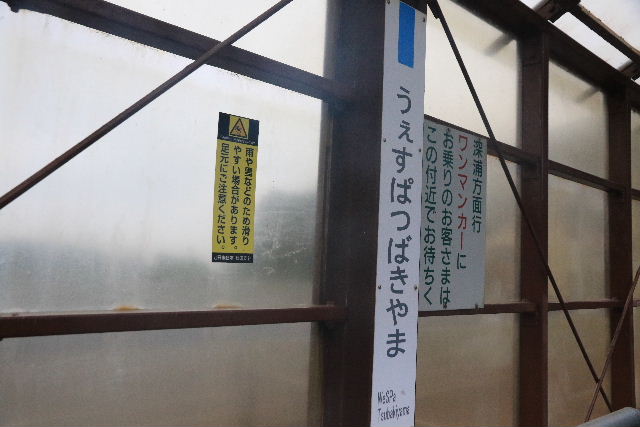 雨や雪などのため滑り
やすい場合があります。
足元にご注意ください。
うぇすぱつばきやま
WeSPa
Tsubakiyama
深浦方面行
ワンマンカーに
お乗りのお客さまは
この付近でお待ちく